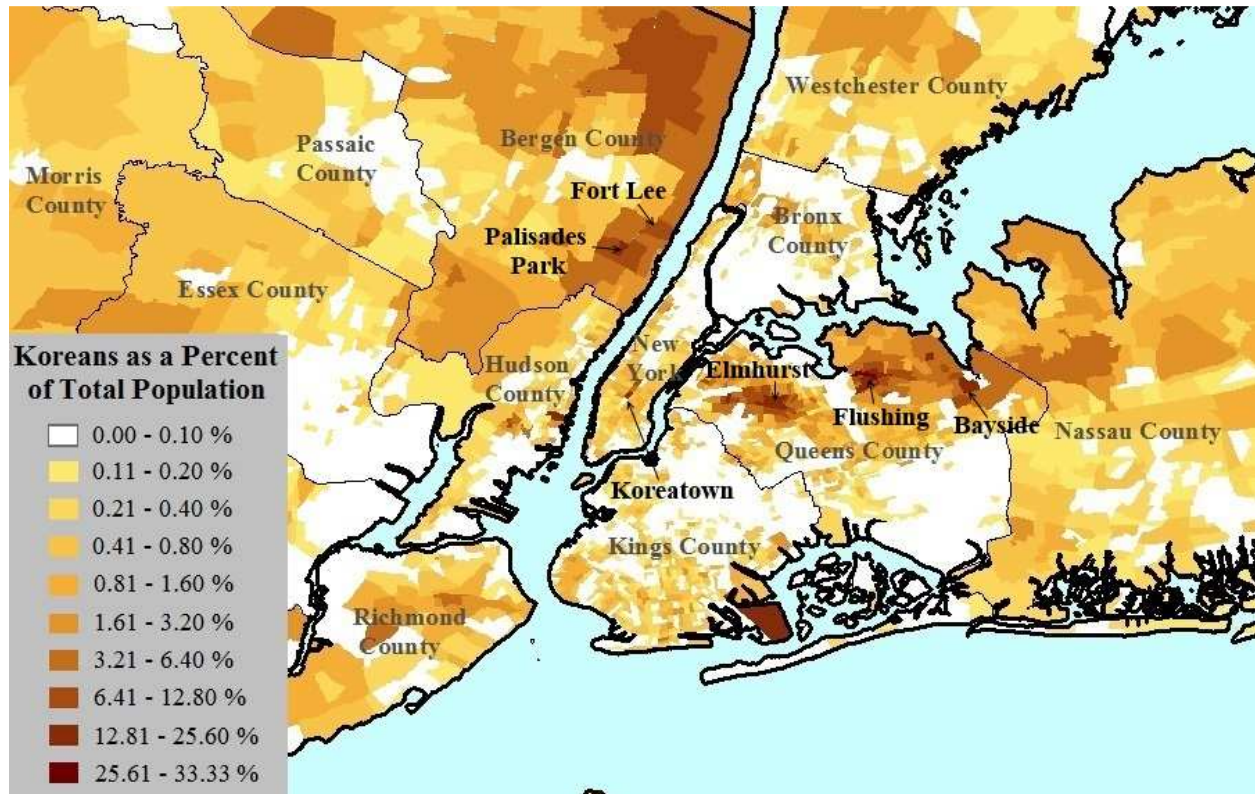 Westchester County
Bergen County
Passaic
County
Morris
County
Fort Lee
Bronx
County
Palisades
Park
Essex County
New
York
Hudson
County
Elmhurst
Flushing
Bayside
Nassau County
Queens County
Koreatown
Kings County
Richmond
County
Koreans as a Percent
of Total Population
0.00 - 0.10 %
0.11 - 0.20 %
0.21 - 0.40 %
0.41 - 0.80 %
0.81 - 1.60 %
1.61 - 3.20 %
3.21 - 6.40 %
6.41 - 12.80 %
12.81 - 25.60 %
25.61 - 33.33 %